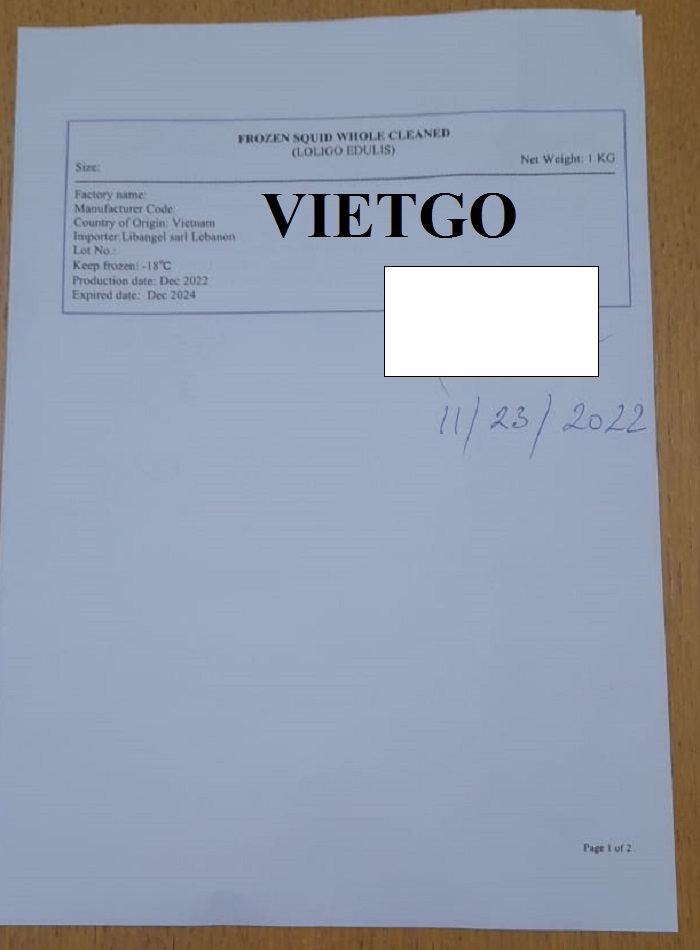 FROZEN SQUID WHOLE CLEANED
(LOLIGO EDULIS)
Size:
Net Weight: 1 KG
Factory name:
Manufacturer Code:
Country of Origin: Vietnam
Importer:Libangel sarl Lebanon
Lot No.:
Keep frozen: -18°C
Production date: Dec 2022
Expired date: Dec 2024
VIETGO
11/23/2022
Page 1 of 2